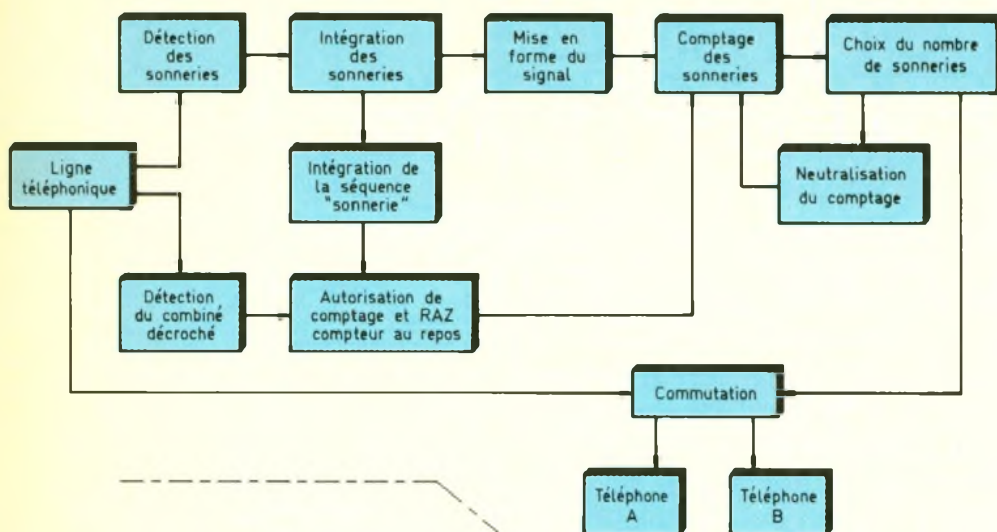 Détection
des
sonneries
Intégration
des
sonneries
Mise en
forme du
signal
Comptage
des
sonneries
Choix du nombre
de sonneries
Ligne
téléphonique
Intégration de
la séquence
"sonnerie"
Neutralisation
du comptage
Détection
du combiné
décroché
Autorisation de
comptage et RAZ
compteur au repos
Commutation
Téléphone
A
Téléphone
B